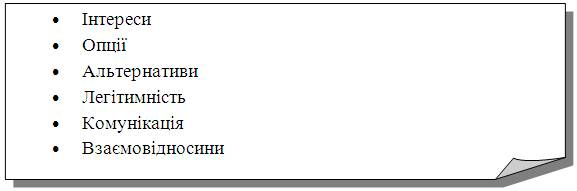 • Інтереси
• Опції
• Альтернативи
• Легітимність
• Комунікація
• Взаємовідносини